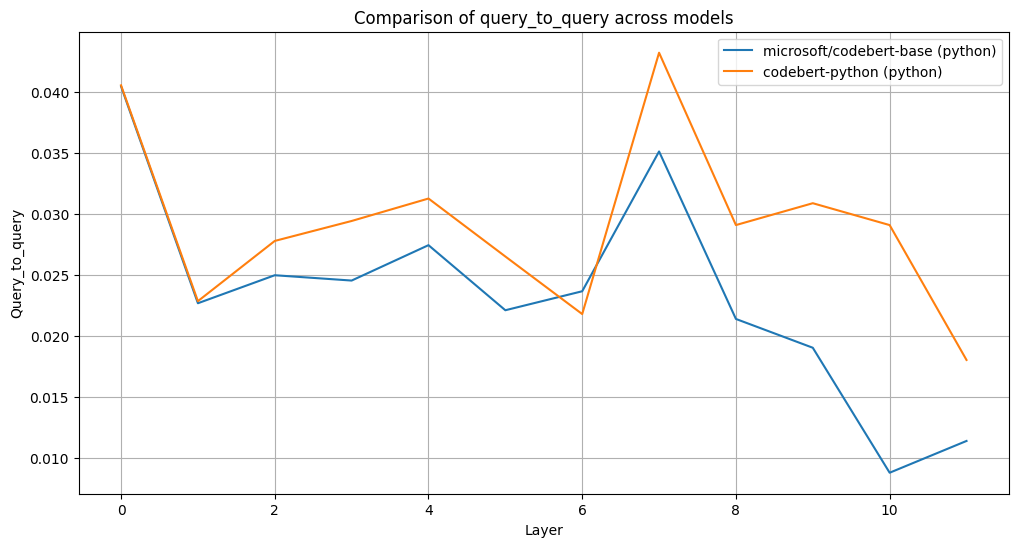 Comparison of query_to_query across models
microsoft/codebert-base (python)
codebert-python (python)
Query_to_query
0.040
0.035
0.030
0.025
0.020
0.015
0.010
0 2 4 6 8 10
Layer